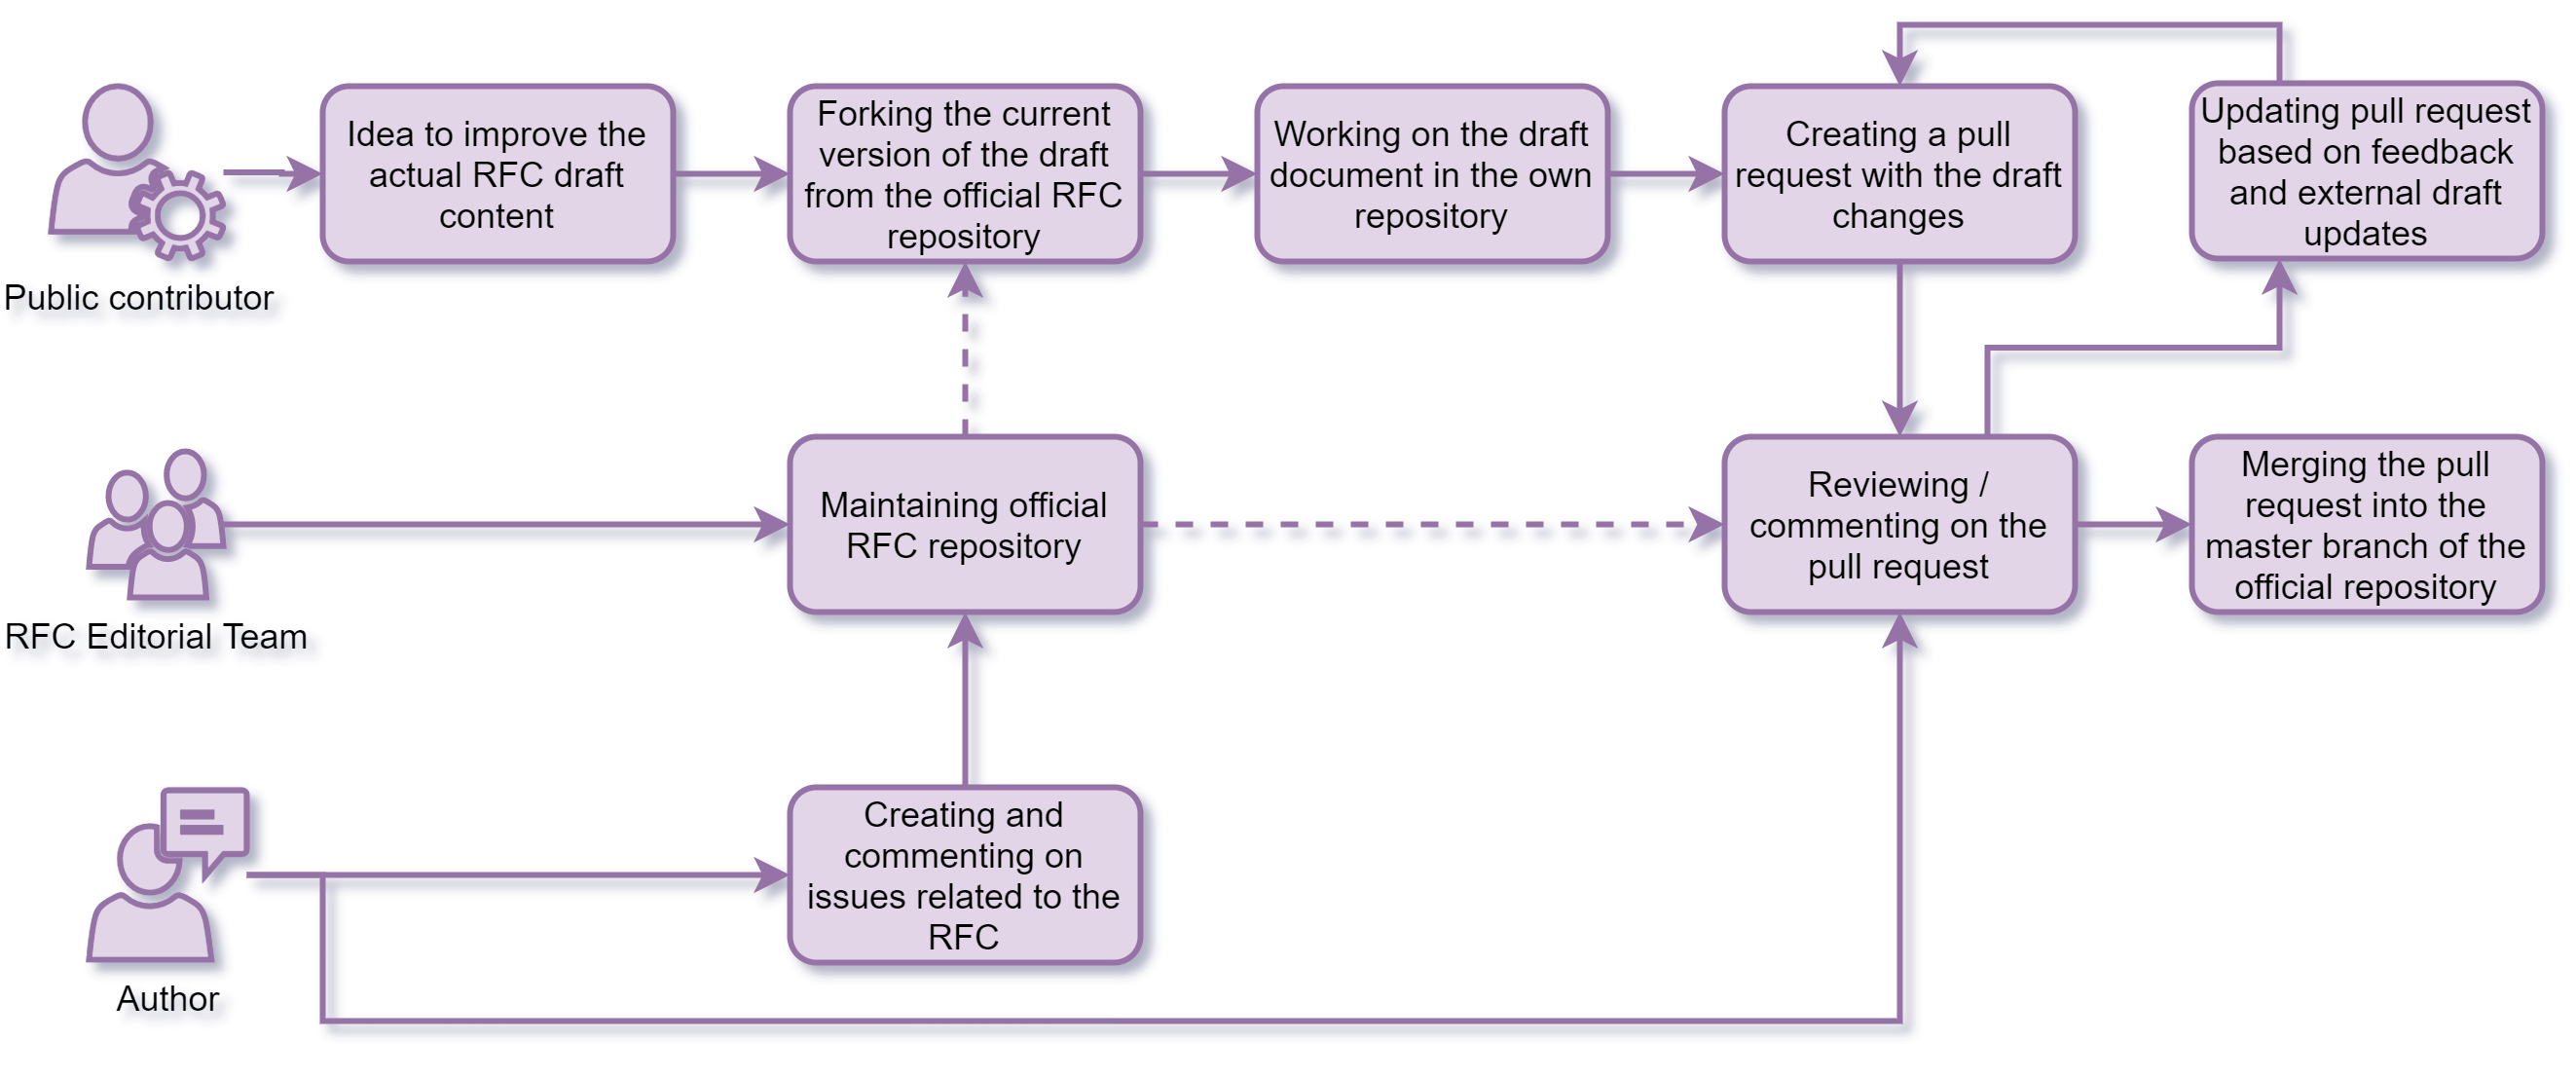 Public contributor
Idea to improve the
actual RFC draft
content
Forking the current
version of the draft
from the official RFC
repository
Working on the draft
document in the own
repository
Creating a pull
request with the draft
changes
Updating pull request
based on feedback
and external draft
updates
RFC Editorial Team
Maintaining official
RFC repository
Reviewing /
commenting on the
pull request
Merging the pull
request into the
master branch of the
official repository
Author
Creating and
commenting on
issues related to the
RFC